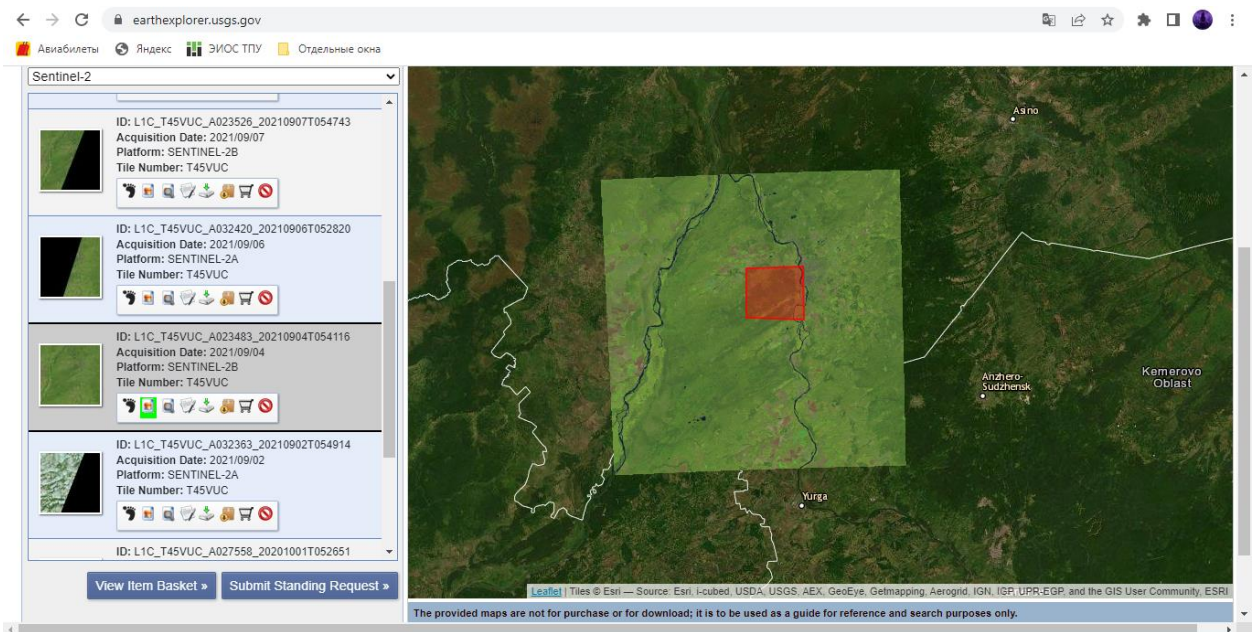 earthexplorer.usgs.gov
Авиабилеты Яндекс ЭИОС ТПУ Отдельные окна
Sentinel-2
ID: L1C_T45VUC_A023526_20210907T054743
Acquisition Date: 2021/09/07
Platform: SENTINEL-2B
Tile Number: T45VUC
ID: L1C_T45VUC_A032420_20210906T052820
Acquisition Date: 2021/09/06
Platform: SENTINEL-2A
Tile Number: T45VUC
ID: L1C_T45VUC_A023483_20210904T054116
Acquisition Date: 2021/09/04
Platform: SENTINEL-2B
Tile Number: T45VUC
ID: L1C_T45VUC_A032363_20210902T054914
Acquisition Date: 2021/09/02
Platform: SENTINEL-2A
Tile Number: T45VUC
ID: L1C_T45VUC_A027558_20201001T052651
View Item Basket » Submit Standing Request »
Asino
Anzhero-
Sudzhensk
Kemerovo
Oblast
Yurga
Leaflet | Tiles © Esri — Source: Esri, i-cubed, USDA, USGS, AEX, GeoEye, Getmapping, Aerogrid, IGN, IGP, UPR-EGP, and the GIS User Community, ESRI
The provided maps are not for purchase or for download; it is to be used as a guide for reference and search purposes only.